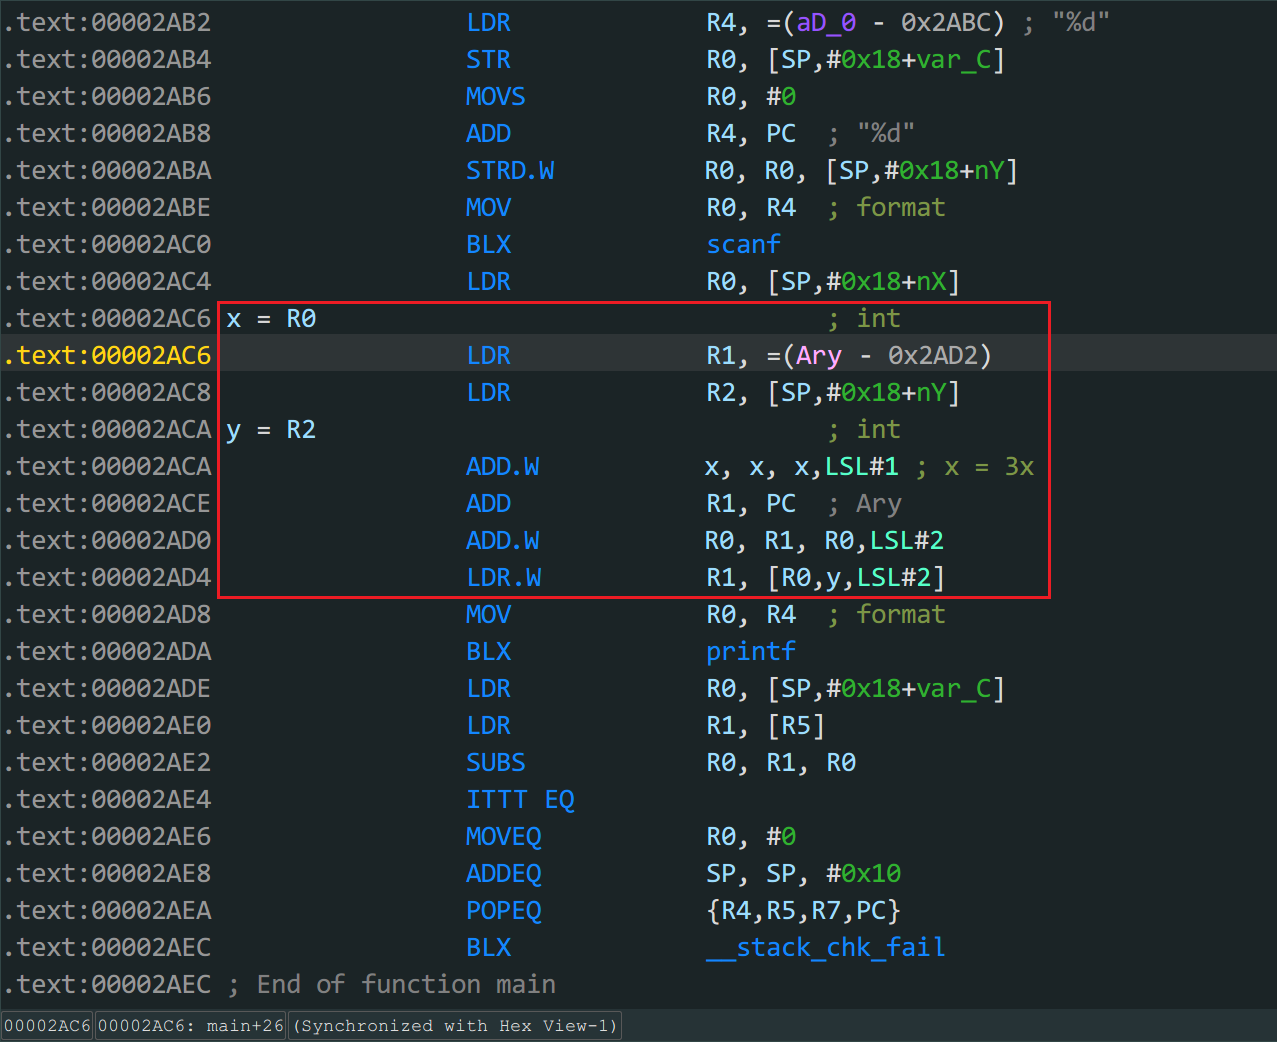 .text:00002AB2 LDR R4, =(aD_0 - 0x2ABC) ; "%d"
.text:00002AB4 STR R0, [SP,#0x18+var_C]
.text:00002AB6 MOVS R0, #0
.text:00002AB8 ADD R4, PC ; "%d"
.text:00002ABA STRD.W R0, R0, [SP,#0x18+nY]
.text:00002ABE MOV R0, R4 ; format
.text:00002AC0 BLX scanf
.text:00002AC4 LDR R0, [SP,#0x18+nX]
.text:00002AC6 x = R0 ; int
.text:00002AC6 LDR R1, =(Ary - 0x2AD2)
.text:00002AC8 LDR R2, [SP,#0x18+nY]
.text:00002ACA y = R2 ; int
.text:00002ACA ADD.W x, x, x,LSL#1 ; x = 3x
.text:00002ACE ADD R1, PC ; Ary
.text:00002AD0 ADD.W R0, R1, R0,LSL#2
.text:00002AD4 LDR.W R1, [R0,y,LSL#2]
.text:00002AD8 MOV R0, R4 ; format
.text:00002ADA BLX printf
.text:00002ADE LDR R0, [SP,#0x18+var_C]
.text:00002AE0 LDR R1, [R5]
.text:00002AE2 SUBS R0, R1, R0
.text:00002AE4 ITTT EQ
.text:00002AE6 MOVEQ R0, #0
.text:00002AE8 ADDEQ SP, SP, #0x10
.text:00002AEA POPEQ {R4,R5,R7,PC}
.text:00002AEC BLX __stack_chk_fail
.text:00002AEC ; End of function main
00002AC6 00002AC6: main+26 (Synchronized with Hex View-1)